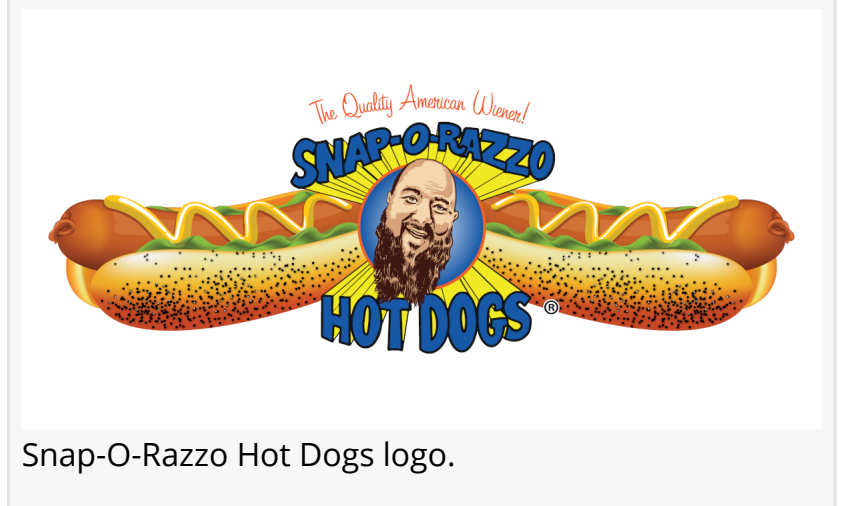 The Quality American Wiener!
SNAP-O-RAZZO
HOT DOGS ®
Snap-O-Razzo Hot Dogs logo.